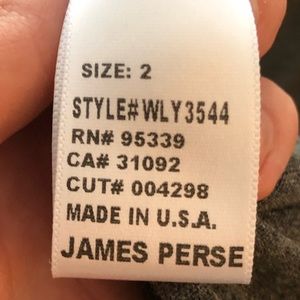 SIZE: 2
STYLE# WLY3544
RN# 95339
CA# 31092
CUT# 004298
MADE IN U.S.A.
JAMES PERSE